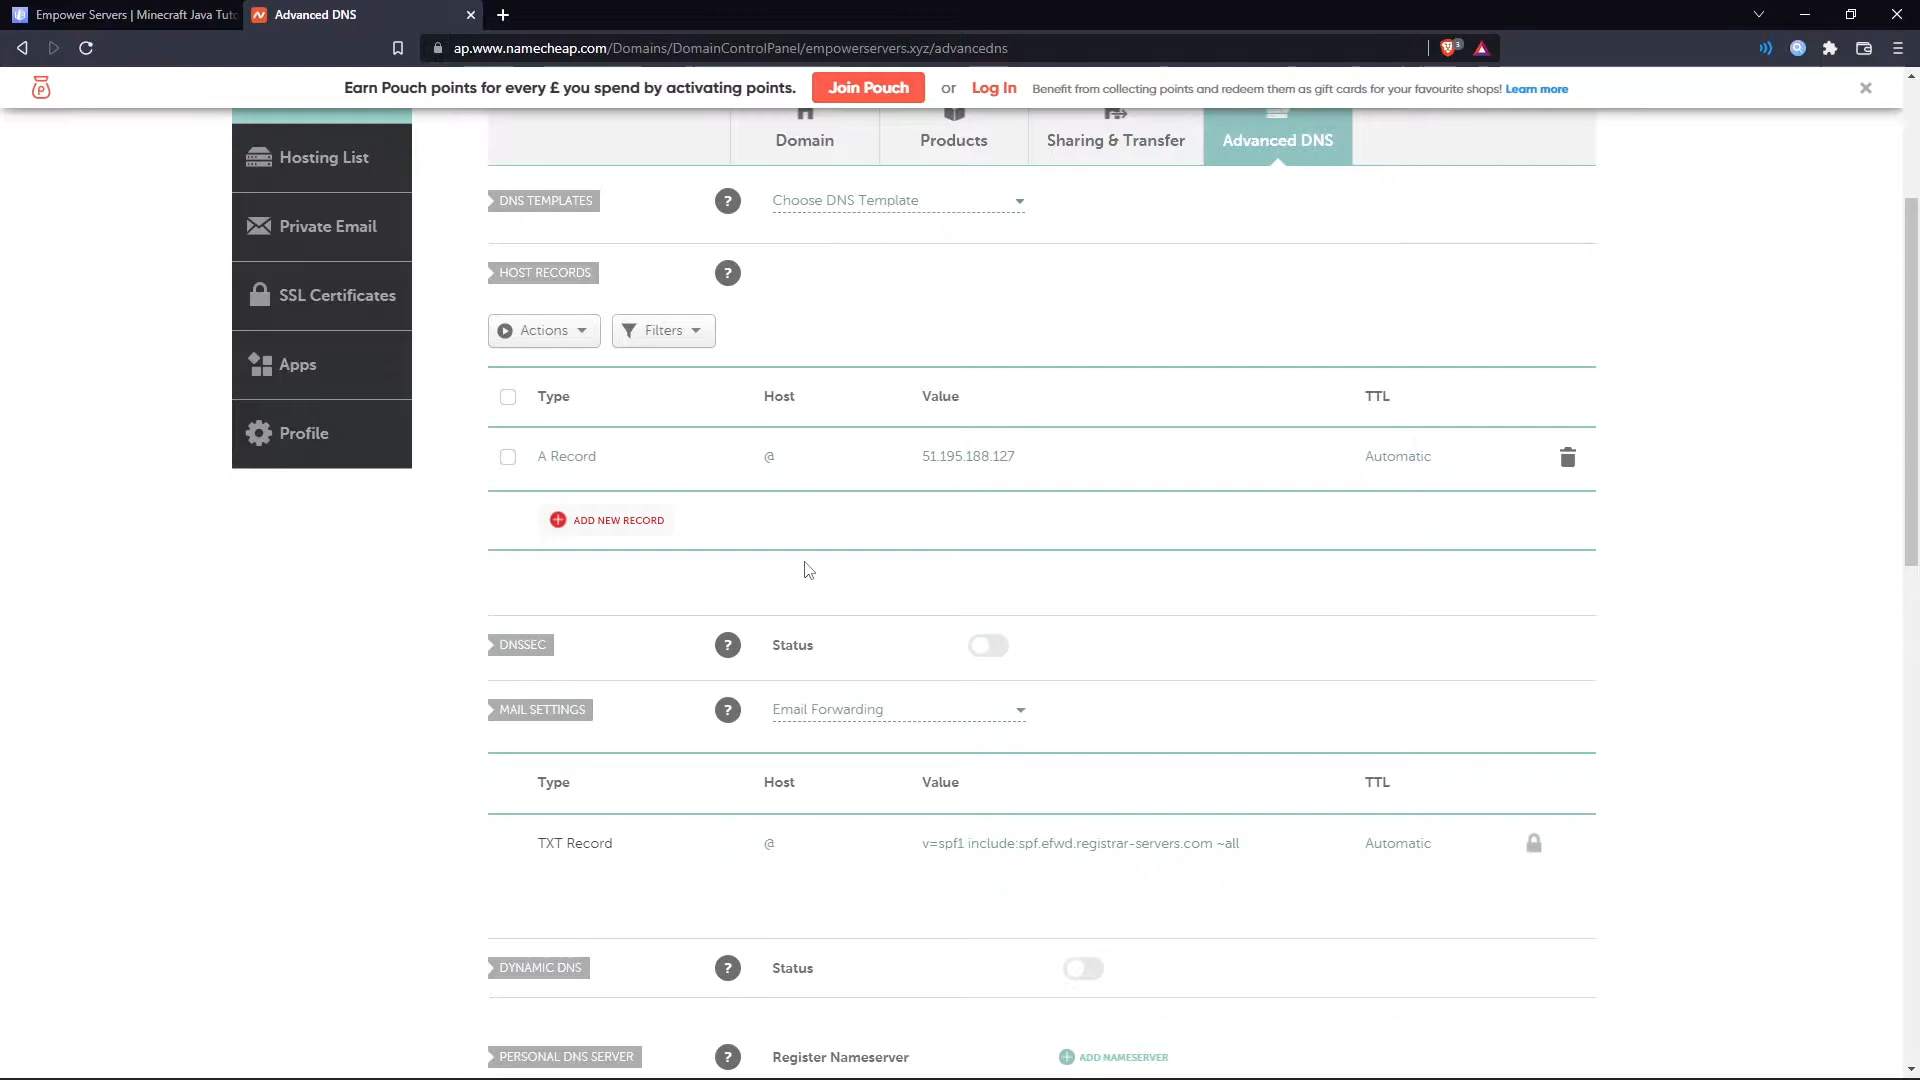 Empower Servers | Minecraft Java Tuto
Advanced DNS
ap.www.namecheap.com/Domains/DomainControlPanel/empowerservers.xyz/advancedns
3
Earn Pouch points for every £ you spend by activating points. Join Pouch or Log In Benefit from collecting points and redeem them as gift cards for your favourite shops! Learn more
Domain Products Sharing & Transfer Advanced DNS
Hosting List
Private Email
SSL Certificates
Apps
Profile
DNS TEMPLATES ? Choose DNS Template
HOST RECORDS ?
Actions Filters
Type Host Value TTL
A Record @ 51.195.188.127 Automatic
ADD NEW RECORD
DNSSEC ? Status
MAIL SETTINGS ? Email Forwarding
Type Host Value TTL
TXT Record @ v=spf1 include:spf.efwd.registrar-servers.com ~all Automatic
DYNAMIC DNS ? Status
PERSONAL DNS SERVER ? Register Nameserver ADD NAMESERVER